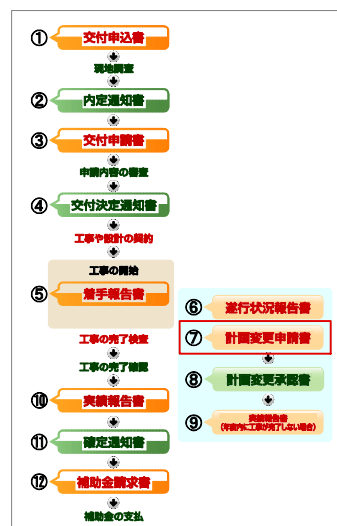 ① 交付申込書
現地調査
② 内定通知書
③ 交付申請書
申請内容の審査
④ 交付決定通知書
工事や設計の契約
工事の開始
⑤ 着手報告書
⑥ 遂行状況報告書
⑦ 計画変更申請書
⑧ 計画変更承認書
⑨ 実績報告書
(年度内に工事が完了しない場合)
工事の完了検査
工事の完了確認
⑩ 実績報告書
⑪ 確定通知書
⑫ 補助金請求書
補助金の支払